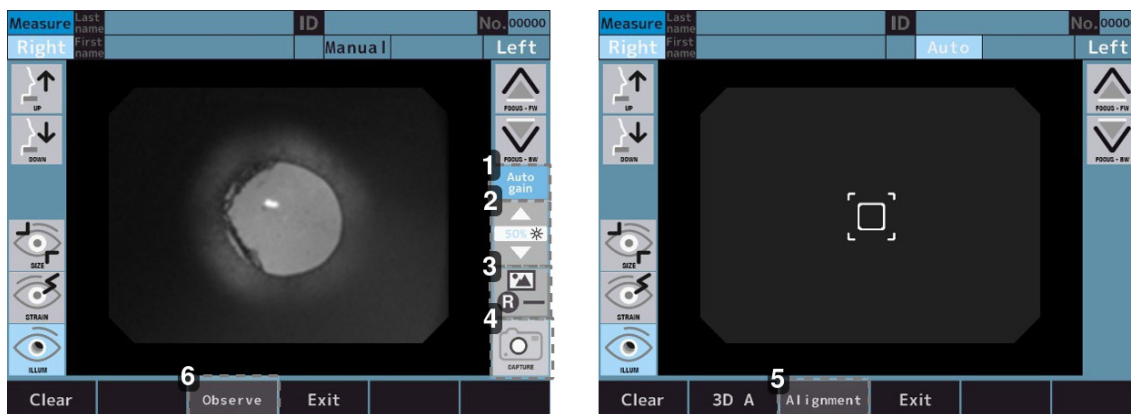 Measure Last name ID No. 00000
Right First name Manual Left
UP
FOCUS - FW
DOWN
FOCUS - BW
1
Auto
gain
2
50%
3
SIZE
R
STRAIN
4
ILLUM
CAPTURE
6
Clear Observe Exit
Measure Last name ID No. 0000
Right First name Auto Left
UP
FOCUS - FW
DOWN
FOCUS - BW
SIZE
STRAIN
ILLUM
5
Clear 3D A Alignment Exit